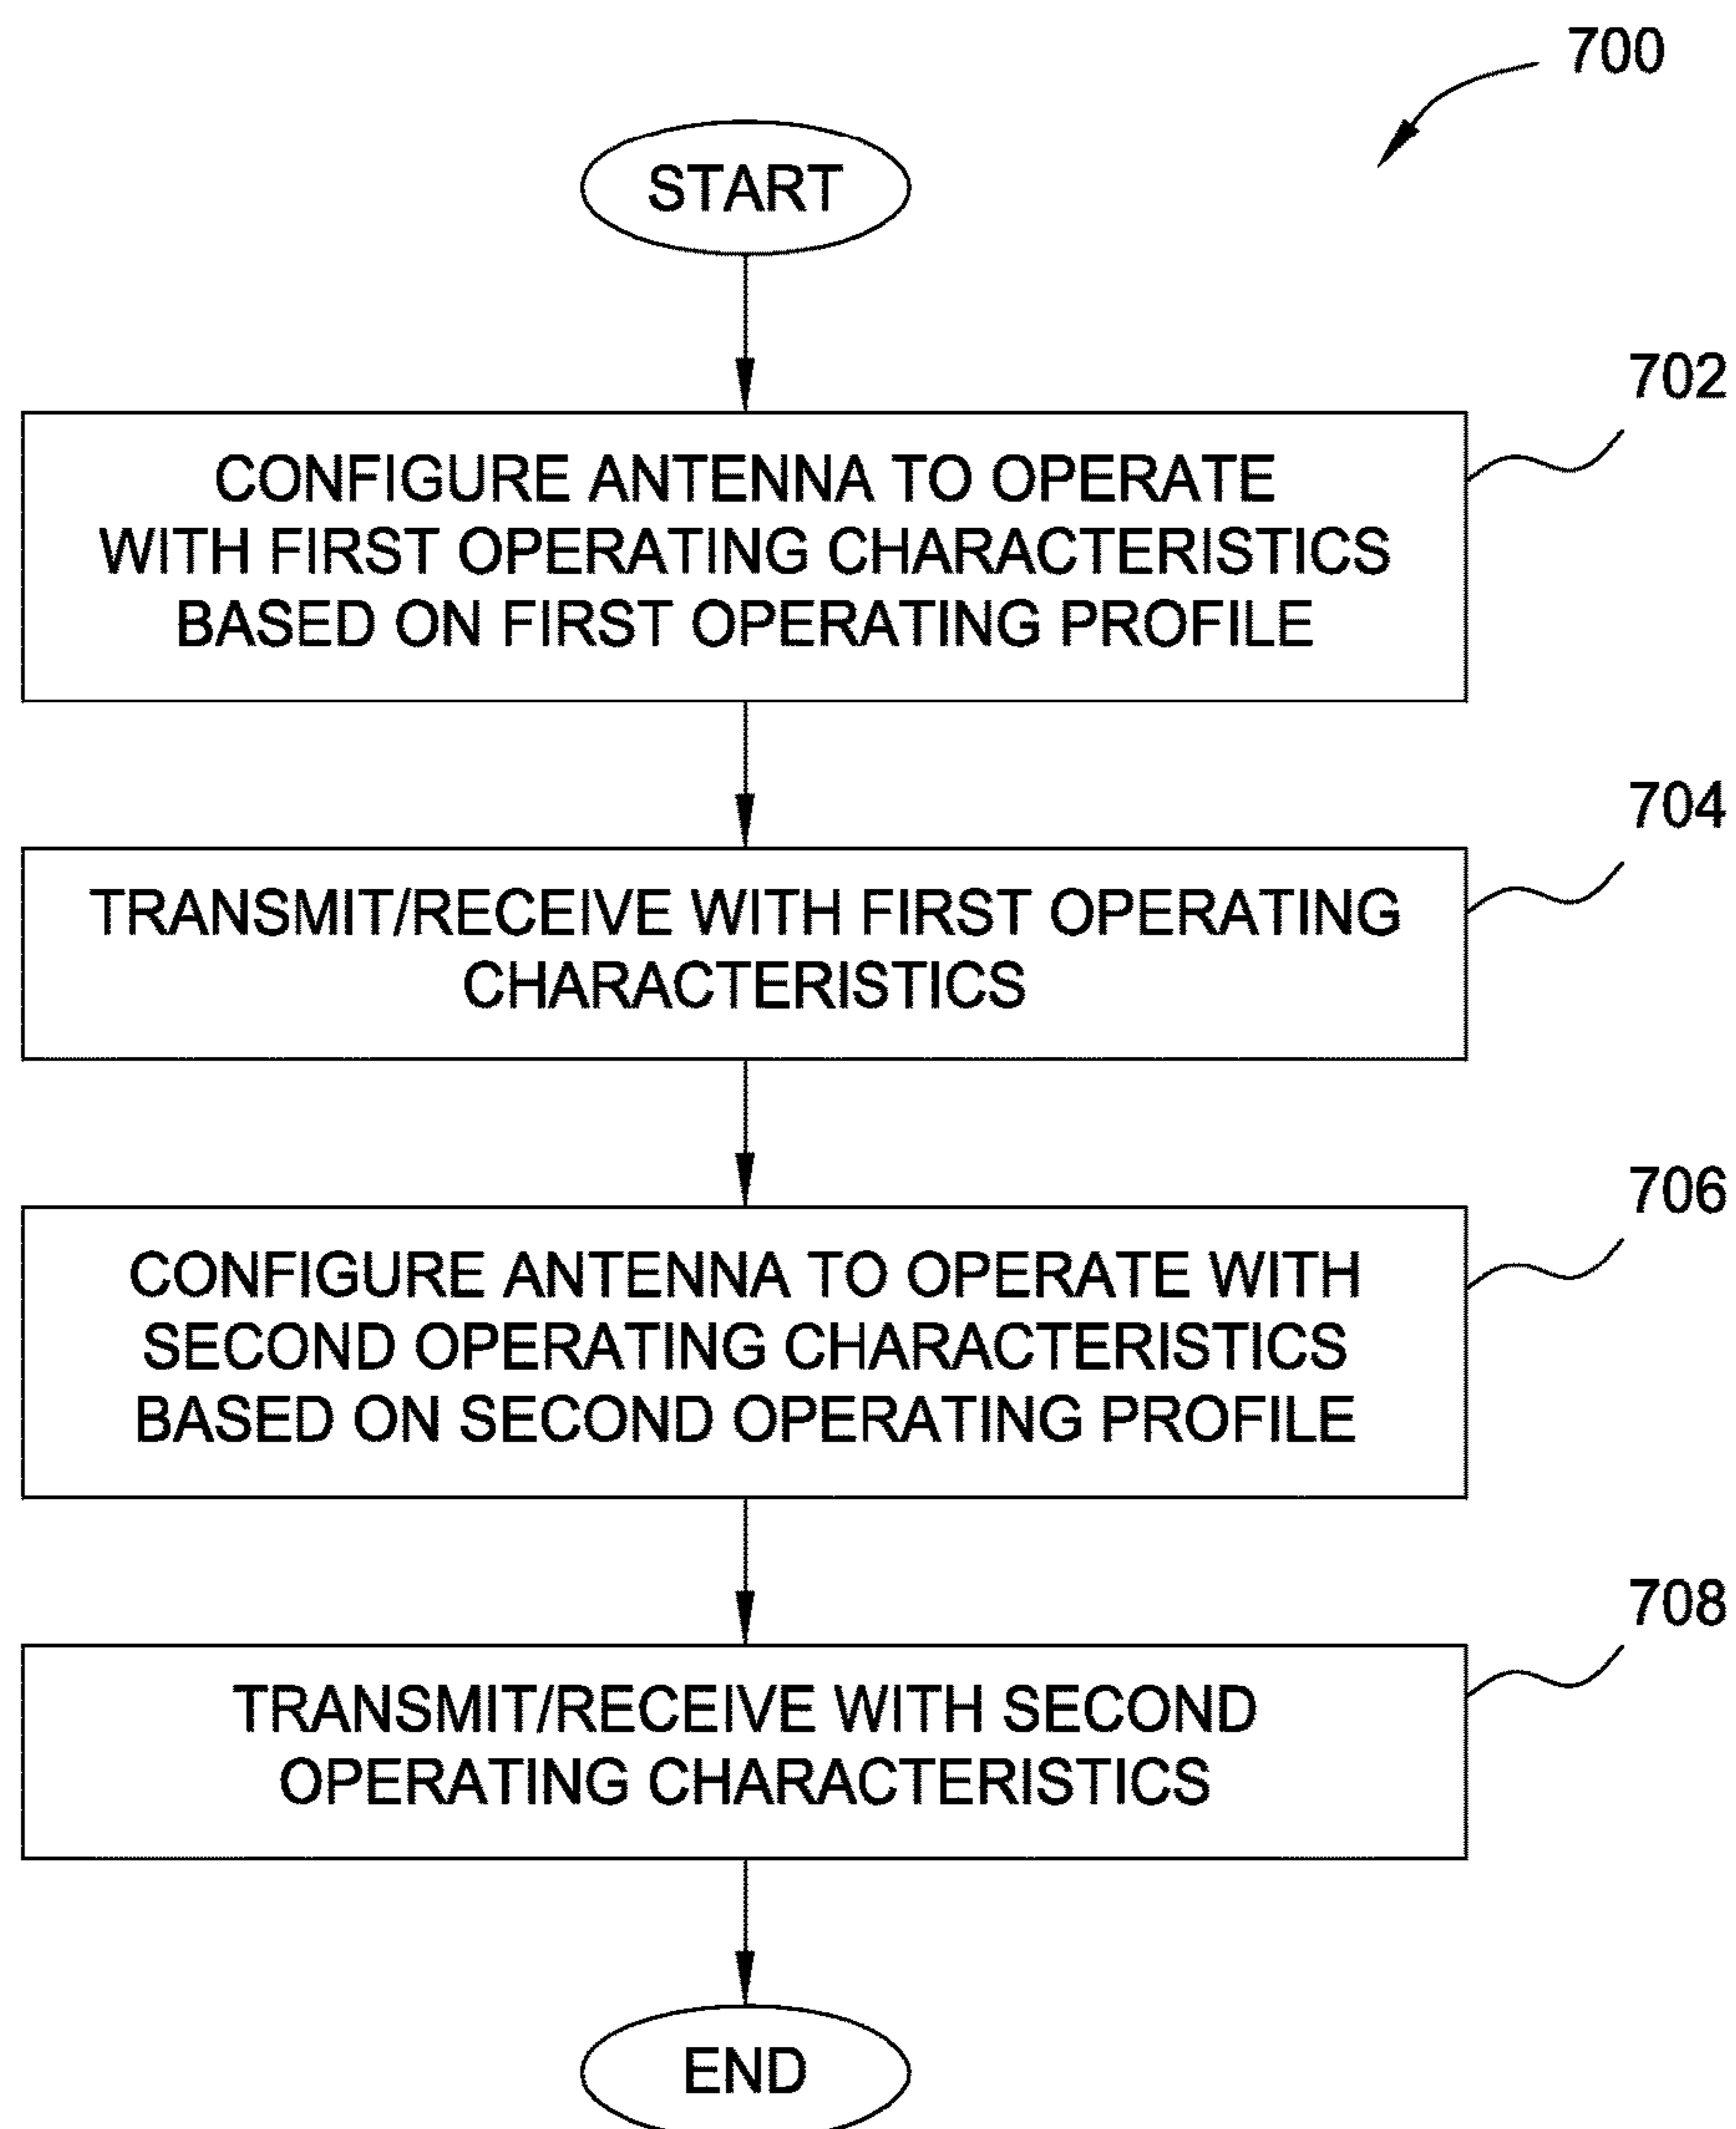 700
START
702
CONFIGURE ANTENNA TO OPERATE
WITH FIRST OPERATING CHARACTERISTICS
BASED ON FIRST OPERATING PROFILE
704
TRANSMIT/RECEIVE WITH FIRST OPERATING
CHARACTERISTICS
706
CONFIGURE ANTENNA TO OPERATE WITH
SECOND OPERATING CHARACTERISTICS
BASED ON SECOND OPERATING PROFILE
708
TRANSMIT/RECEIVE WITH SECOND
OPERATING CHARACTERISTICS
END